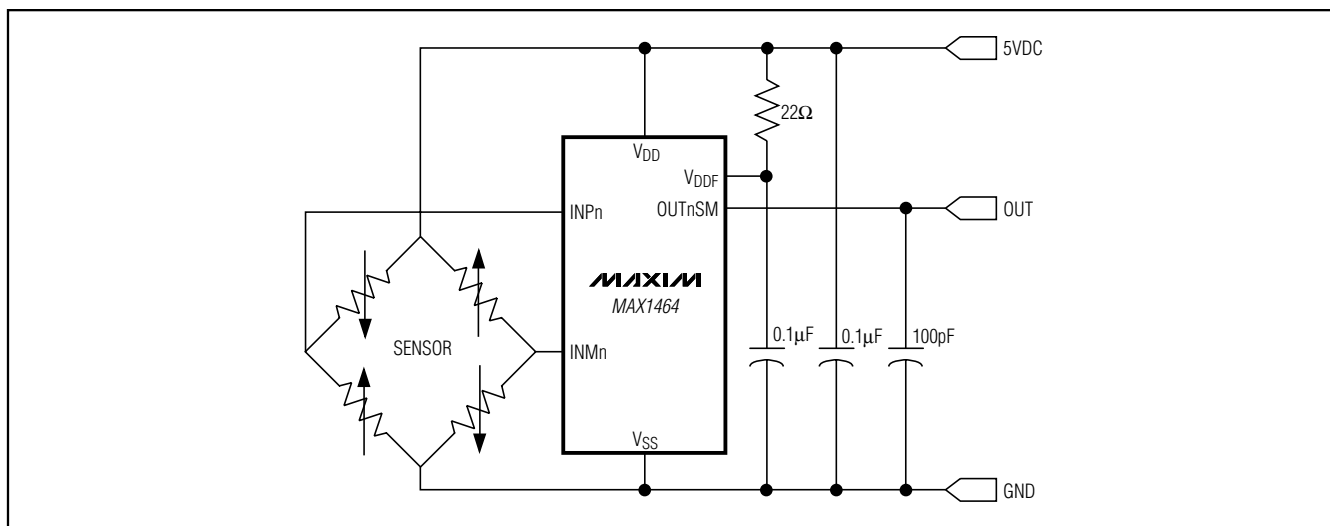 5VDC
22Ω
VDD
VDDF
INPn
OUTnSM
OUT
MAXIM
MAX1464
0.1μF
0.1μF
100pF
SENSOR
INMn
VSS
GND